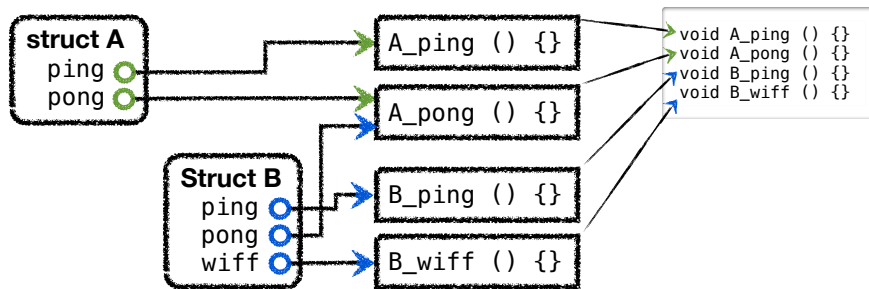 struct A
ping
pong
A_ping () {}
A_pong () {}
Struct B
ping
pong
wiff
B_ping () {}
B_wiff () {}
void A_ping () {}
void A_pong () {}
void B_ping () {}
void B_wiff () {}